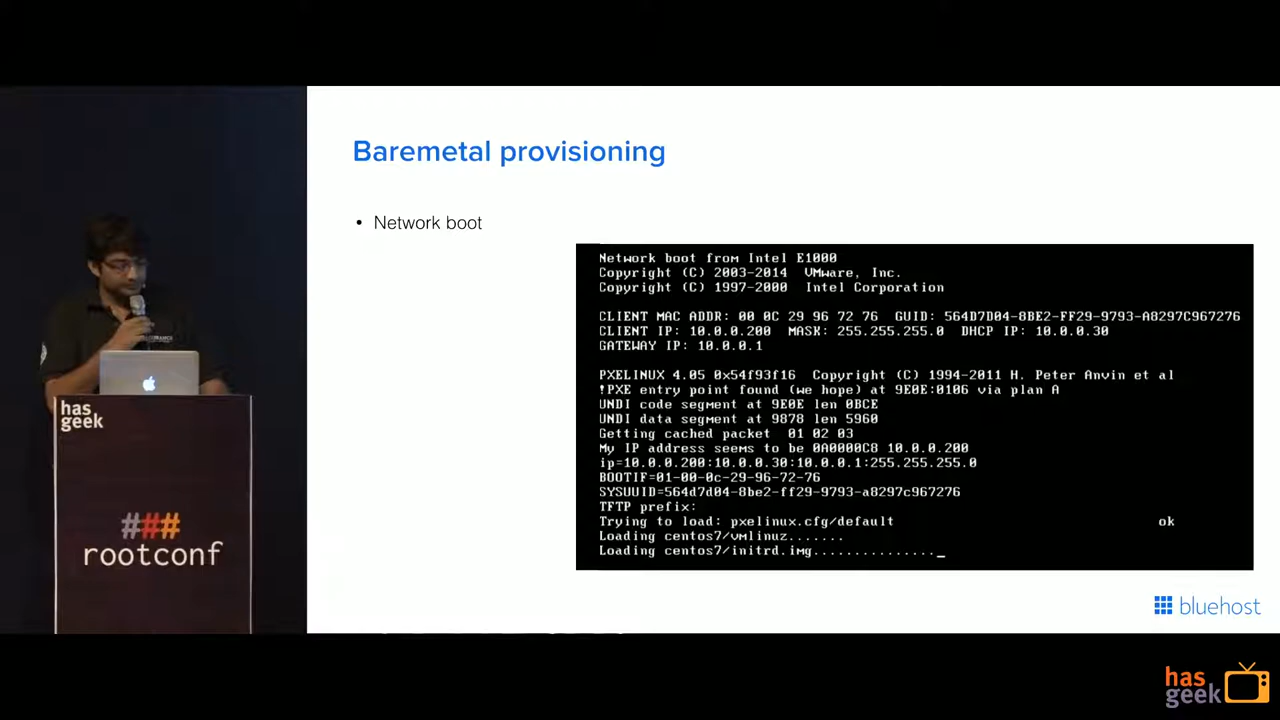 Baremetal provisioning
• Network boot
Network boot from Intel E1000
Copyright (C) 2003-2014 VMware, Inc.
Copyright (C) 1997-2000 Intel Corporation
CLIENT MAC ADDR: 00 0C 29 96 72 76 GUID: 564D7D04-8BE2-FF29-9793-A8297C967276
CLIENT IP: 10.0.0.200 MASK: 255.255.255.0 DHCP IP: 10.0.0.30
GATEWAY IP: 10.0.0.1
PXELINUX 4.05 0x54f93f16 Copyright (C) 1994-2011 H. Peter Anvin et al
!PXE entry point found (we hope) at 9E0E:0106 via plan A
UNDI code segment at 9E0E len 0BCE
UNDI data segment at 9878 len 5960
Getting cached packet 01 02 03
My IP address seems to be 0A0000C8 10.0.0.200
ip=10.0.0.200:10.0.0.30:10.0.0.1:255.255.255.0
BOOTIF=01-00-0c-29-96-72-76
SYSUUID=564d7d04-8be2-ff29-9793-a8297c967276
TFTP prefix:
Trying to load: pxelinux.cfg/default ok
Loading centos7/vmlinuz.......
Loading centos7/initrd.img..............._
bluehost
has
geek
###
rootconf
has
geek